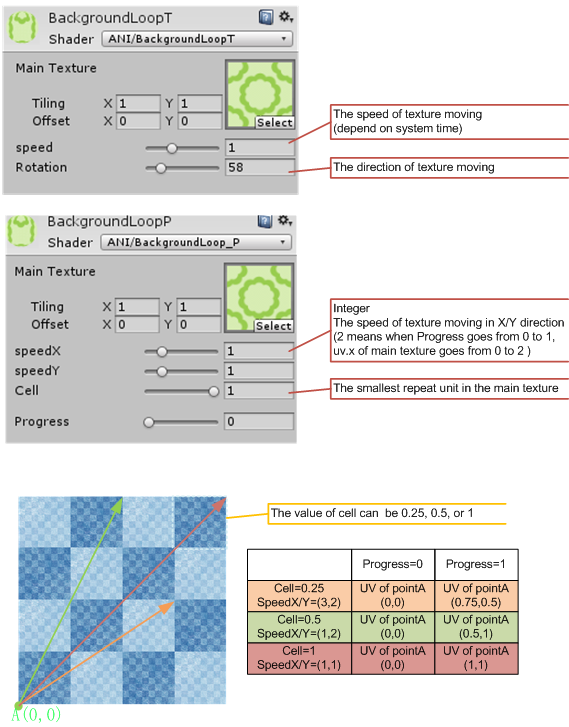 BackgroundLoopT
Shader ANI/BackgroundLoopT
Main Texture
Tiling X 1 Y 1
Offset X 0 Y 0
Select
speed 1
Rotation 58
The speed of texture moving
(depend on system time)
The direction of texture moving
BackgroundLoopP
Shader ANI/BackgroundLoop_P
Main Texture
Tiling X 1 Y 1
Offset X 0 Y 0
Select
speedX 1
speedY 1
Cell 1
Progress 0
Integer
The speed of texture moving in X/Y direction
(2 means when Progress goes from 0 to 1,
uv.x of main texture goes from 0 to 2 )
The smallest repeat unit in the main texture
The value of cell can be 0.25, 0.5, or 1
A(0, 0)
Progress=0 Progress=1
Cell=0.25 UV of pointA UV of pointA
SpeedX/Y=(3,2) (0,0) (0.75,0.5)
Cell=0.5 UV of pointA UV of pointA
SpeedX/Y=(1,2) (0,0) (0.5,1)
Cell=1 UV of pointA UV of pointA
SpeedX/Y=(1,1) (0,0) (1,1)